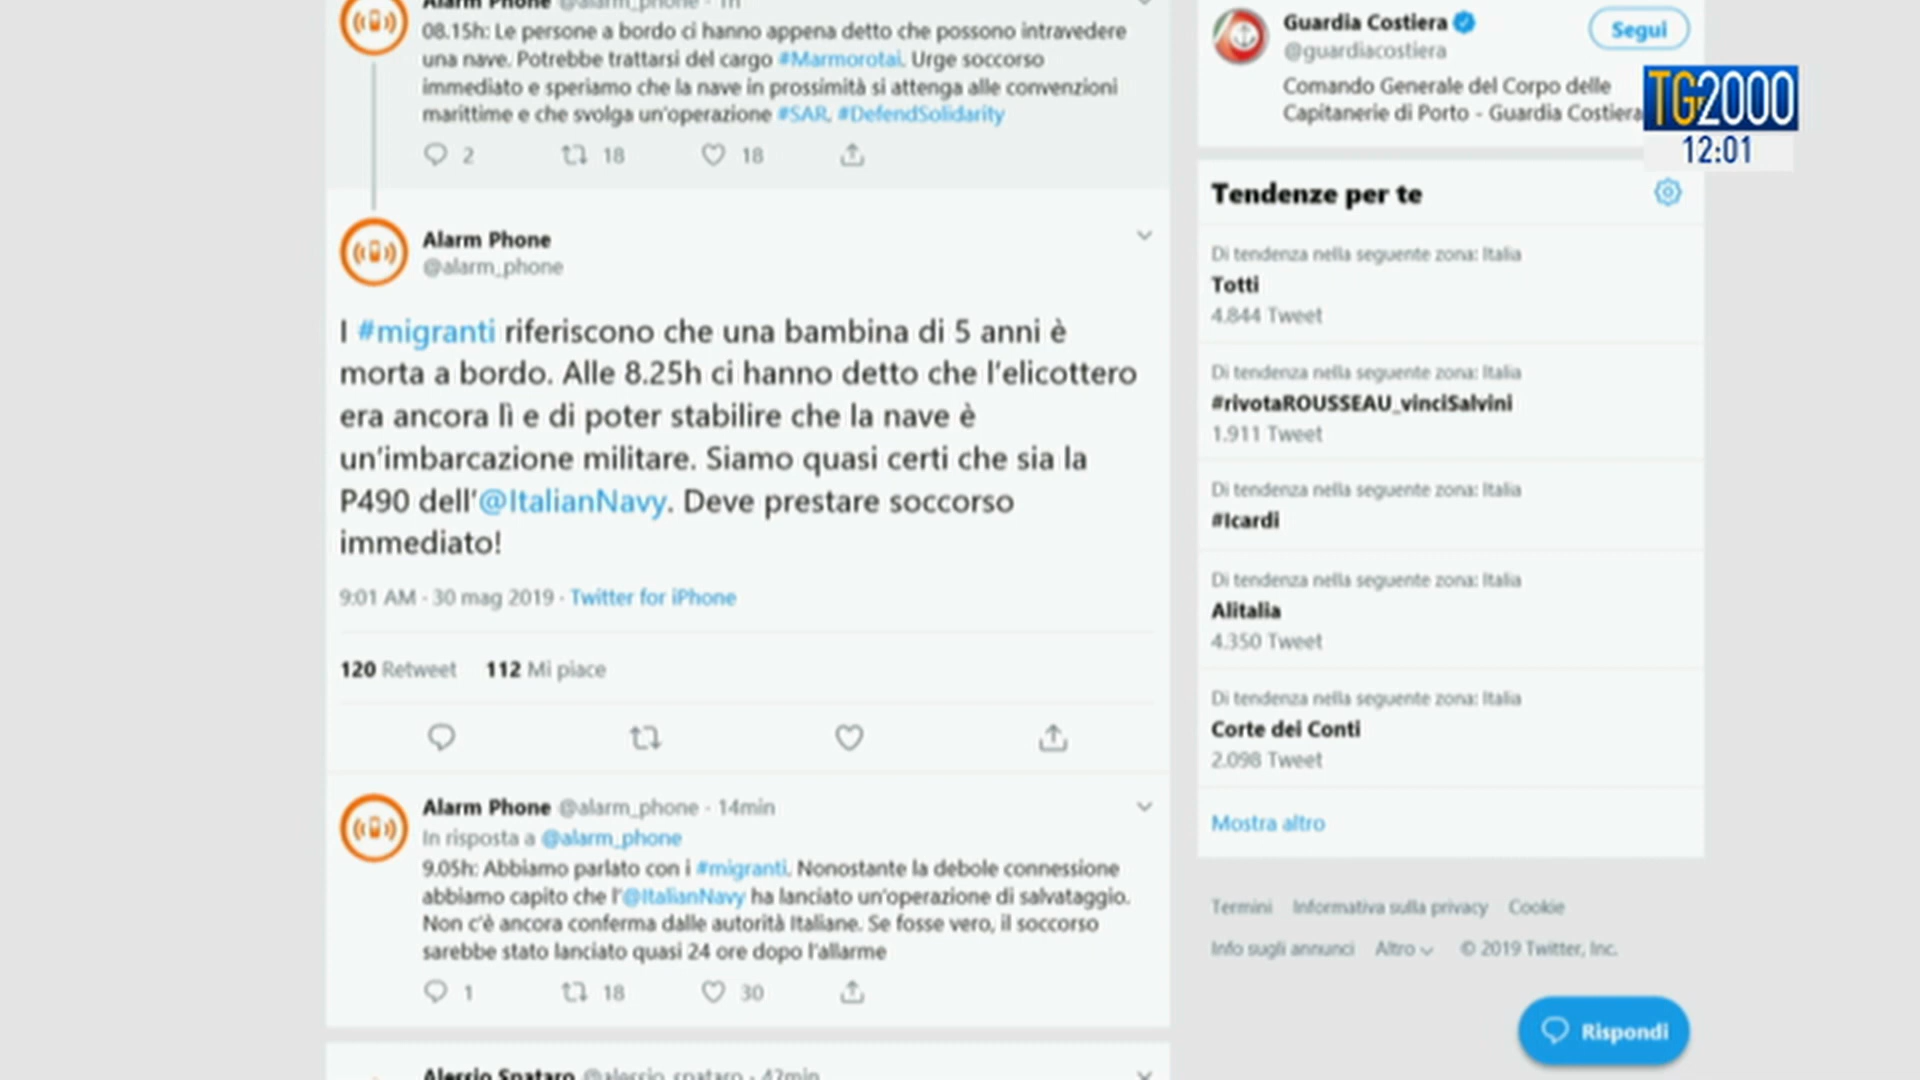 Alarm Phone @alarm_phone · 1h
08.15h: Le persone a bordo ci hanno appena detto che possono intravedere
una nave. Potrebbe trattarsi del cargo #Marmorotai. Urge soccorso
immediato e speriamo che la nave in prossimità si attenga alle convenzioni
marittime e che svolga un'operazione #SAR. #DefendSolidarity
2 18 18
Alarm Phone
@alarm_phone
I #migranti riferiscono che una bambina di 5 anni è
morta a bordo. Alle 8.25h ci hanno detto che l'elicottero
era ancora lì e di poter stabilire che la nave è
un'imbarcazione militare. Siamo quasi certi che sia la
P490 dell'@ItalianNavy. Deve prestare soccorso
immediato!
9:01 AM · 30 mag 2019 · Twitter for iPhone
120 Retweet 112 Mi piace
Alarm Phone @alarm_phone · 14min
In risposta a @alarm_phone
9.05h: Abbiamo parlato con i #migranti. Nonostante la debole connessione
abbiamo capito che l'@ItalianNavy ha lanciato un'operazione di salvataggio.
Non c'è ancora conferma dalle autorità Italiane. Se fosse vero, il soccorso
sarebbe stato lanciato quasi 24 ore dopo l'allarme
1 18 30
Alessio Spataro @alessio_spataro · 42min
Guardia Costiera
Segui
@guardiacostiera
Comando Generale del Corpo delle
Capitanerie di Porto - Guardia Costiera
TG2000
12:01
Tendenze per te
Di tendenza nella seguente zona: Italia
Totti
4.844 Tweet
Di tendenza nella seguente zona: Italia
#rivotaROUSSEAU_vinciSalvini
1.911 Tweet
Di tendenza nella seguente zona: Italia
#Icardi
Di tendenza nella seguente zona: Italia
Alitalia
4.350 Tweet
Di tendenza nella seguente zona: Italia
Corte dei Conti
2.098 Tweet
Mostra altro
Termini Informativa sulla privacy Cookie
Info sugli annunci Altro © 2019 Twitter, Inc.
Rispondi